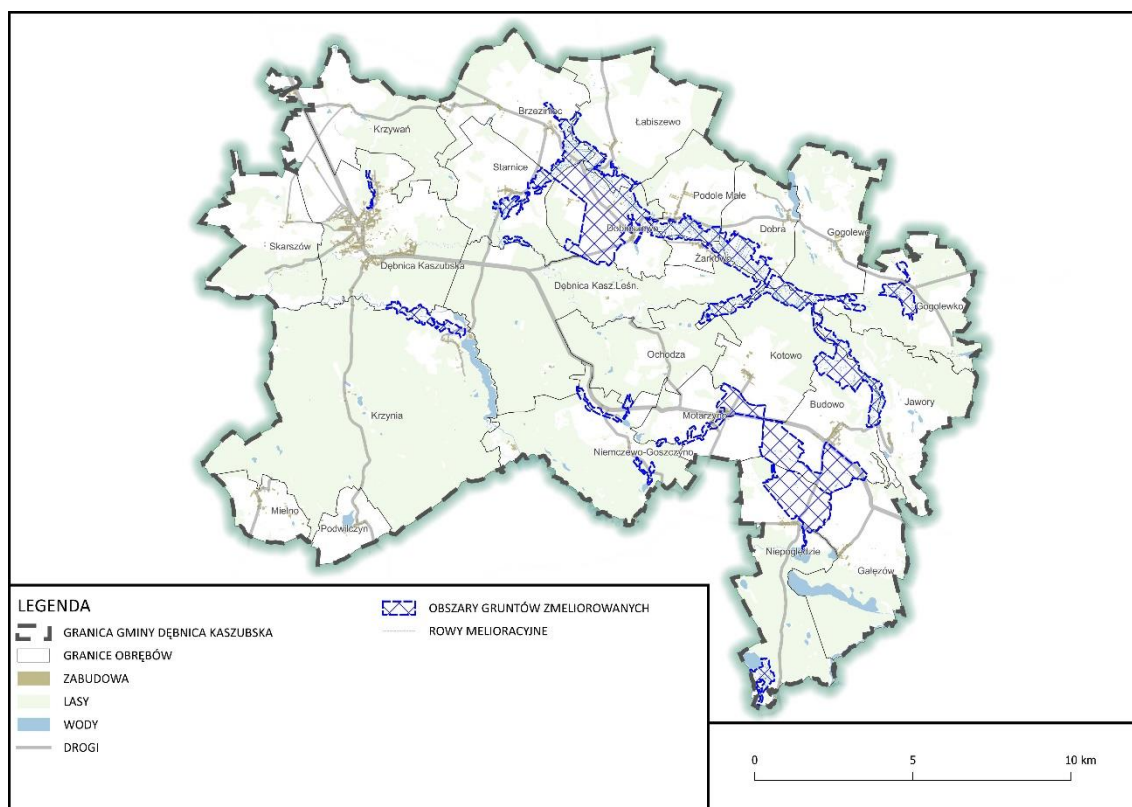 Brzeziniec
Łabiszewo
Krzywań
Starnice
Podole Małe
Dobieszewo
Dobra
Gogolewo
Skarszów
Żarkowo
Dębnica Kaszubska
Dębnica Kasz.Leśn.
Gogolewko
Ochodza
Kotowo
Krzynia
Motarzyno
Budowo
Jawory
Niemczewo-Goszczyno
Mielno
Podwilczyn
Niepoględzie
Gałęzów
LEGENDA
GRANICA GMINY DĘBNICA KASZUBSKA
GRANICE OBRĘBÓW
ZABUDOWA
LASY
WODY
DROGI
OBSZARY GRUNTÓW ZMELIOROWANYCH
ROWY MELIORACYJNE
0 5 10 km